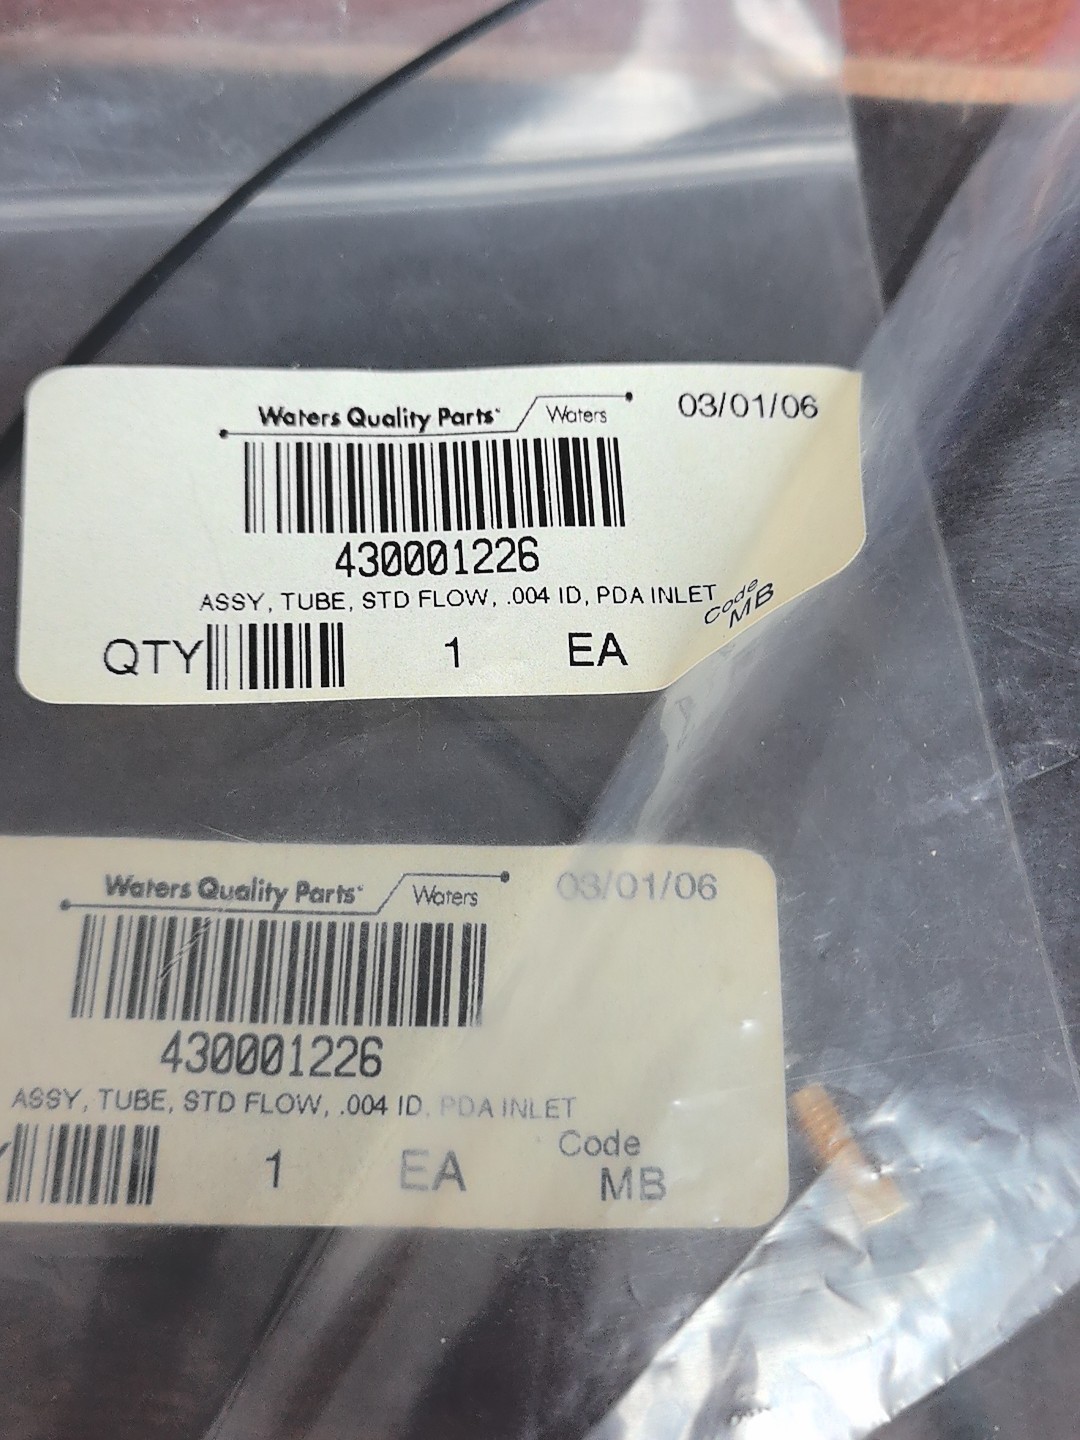 Waters Quality Parts Waters 03/01/06
430001226
ASSY, TUBE, STD FLOW, .004 ID, PDA INLET
Code
MB
QTY 1 EA
Waters Quality Parts Waters 03/01/06
430001226
ASSY, TUBE, STD FLOW, .004 ID, PDA INLET
Code
1 EA MB